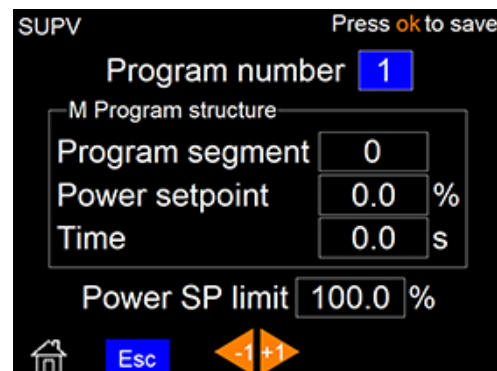 SUPV Press ok to save
Program number 1
M Program structure
Program segment 0
Power setpoint 0.0 %
Time 0.0 s
Power SP limit 100.0 %
Esc -1 +1